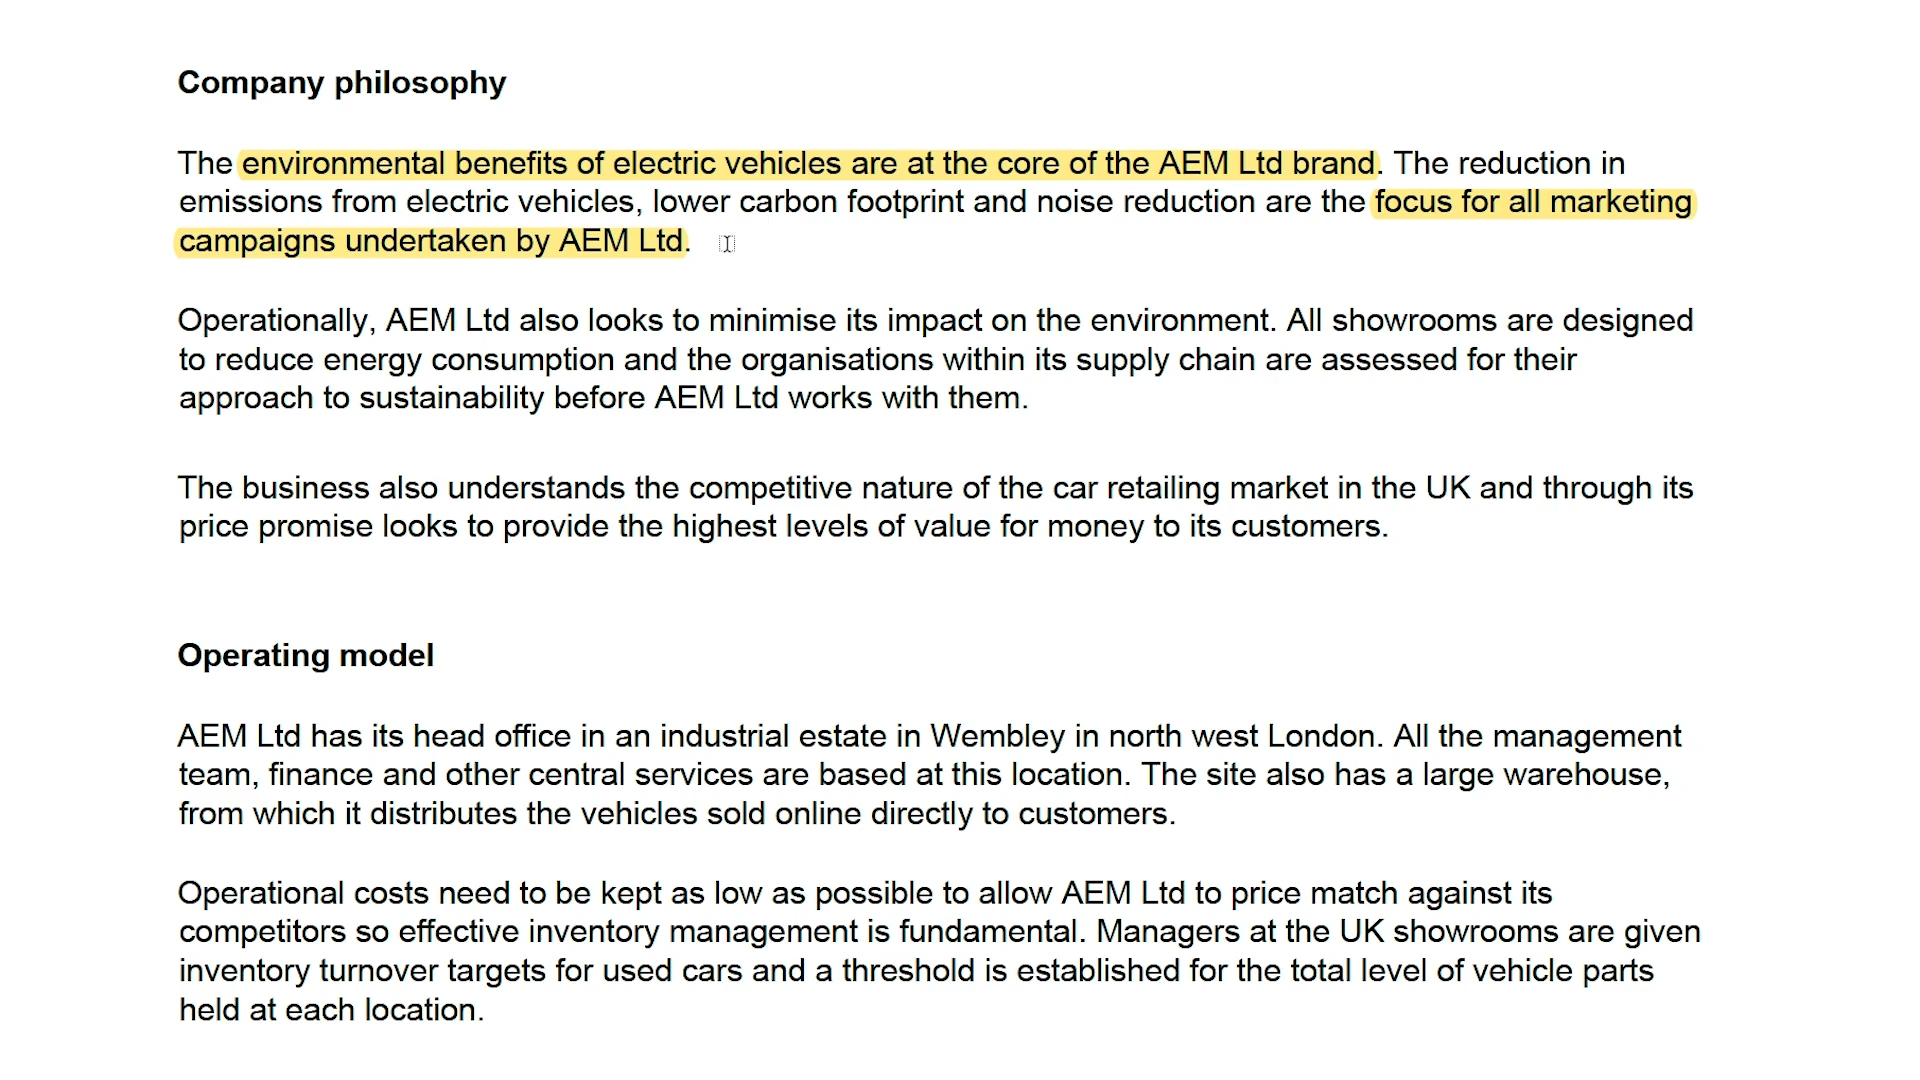 Company philosophy
The environmental benefits of electric vehicles are at the core of the AEM Ltd brand. The reduction in
emissions from electric vehicles, lower carbon footprint and noise reduction are the focus for all marketing
campaigns undertaken by AEM Ltd.
Operationally, AEM Ltd also looks to minimise its impact on the environment. All showrooms are designed
to reduce energy consumption and the organisations within its supply chain are assessed for their
approach to sustainability before AEM Ltd works with them.
The business also understands the competitive nature of the car retailing market in the UK and through its
price promise looks to provide the highest levels of value for money to its customers.
Operating model
AEM Ltd has its head office in an industrial estate in Wembley in north west London. All the management
team, finance and other central services are based at this location. The site also has a large warehouse,
from which it distributes the vehicles sold online directly to customers.
Operational costs need to be kept as low as possible to allow AEM Ltd to price match against its
competitors so effective inventory management is fundamental. Managers at the UK showrooms are given
inventory turnover targets for used cars and a threshold is established for the total level of vehicle parts
held at each location.